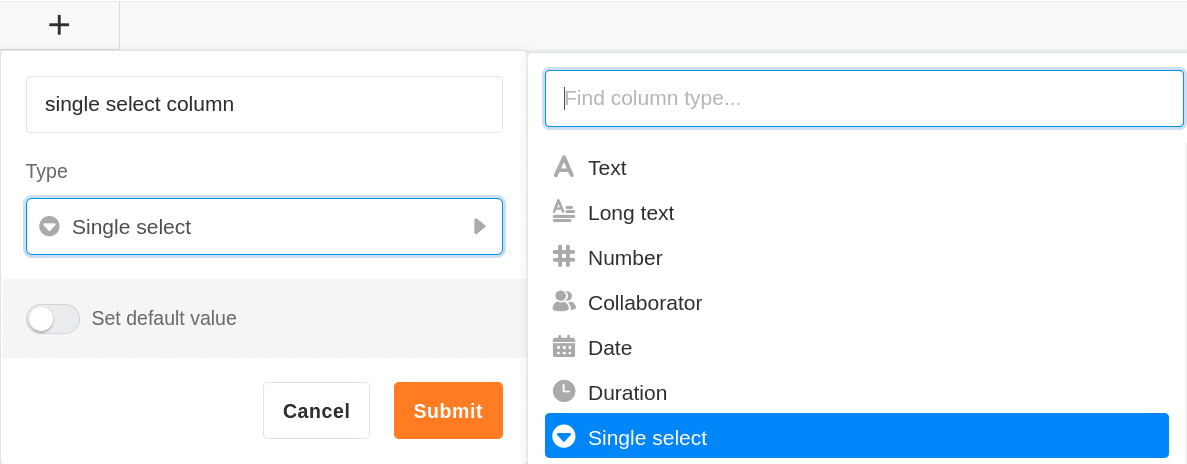 single select column
Type
Single select
Set default value
Cancel
Submit
Find column type...
Text
Long text
Number
Collaborator
Date
Duration
Single select